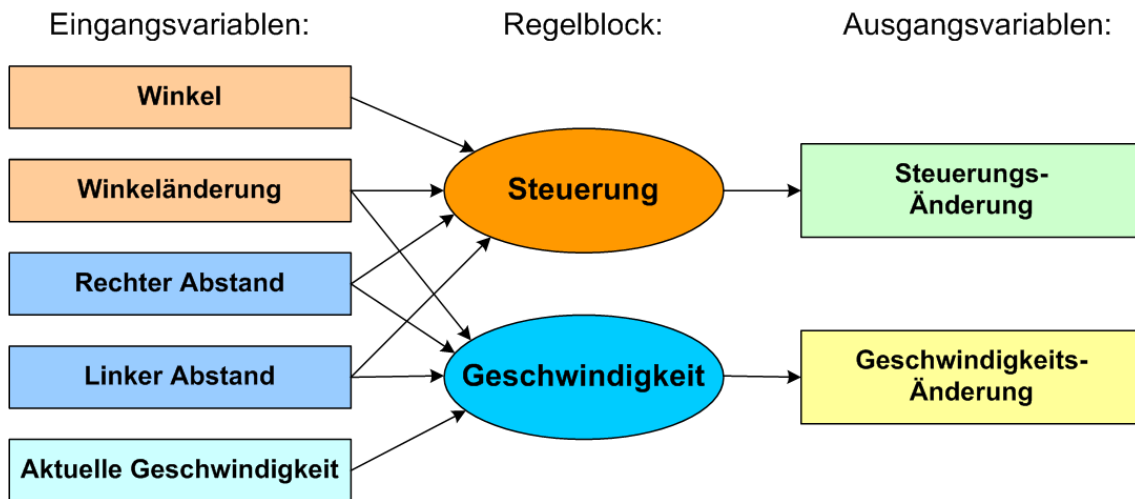 Eingangsvariablen:
Regelblock:
Ausgangsvariablen:
Winkel
Winkeländerung
Rechter Abstand
Linker Abstand
Aktuelle Geschwindigkeit
Steuerung
Geschwindigkeit
Steuerungs-
Änderung
Geschwindigkeits-
Änderung